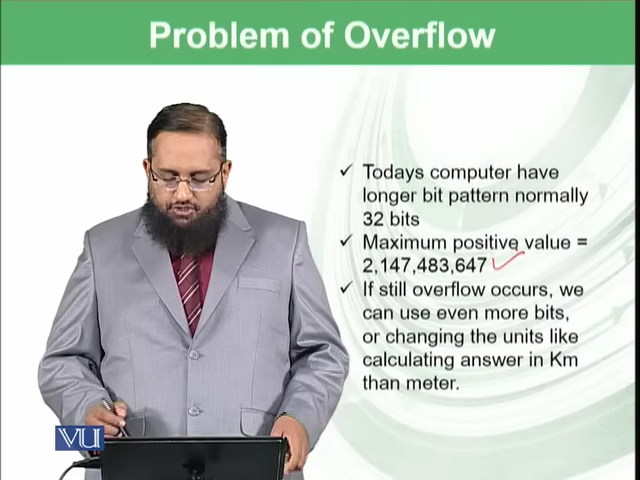 Problem of Overflow
Todays computer have
longer bit pattern normally
32 bits
Maximum positive value =
2,147,483,647
If still overflow occurs, we
can use even more bits,
or changing the units like
calculating answer in Km
than meter.
VU